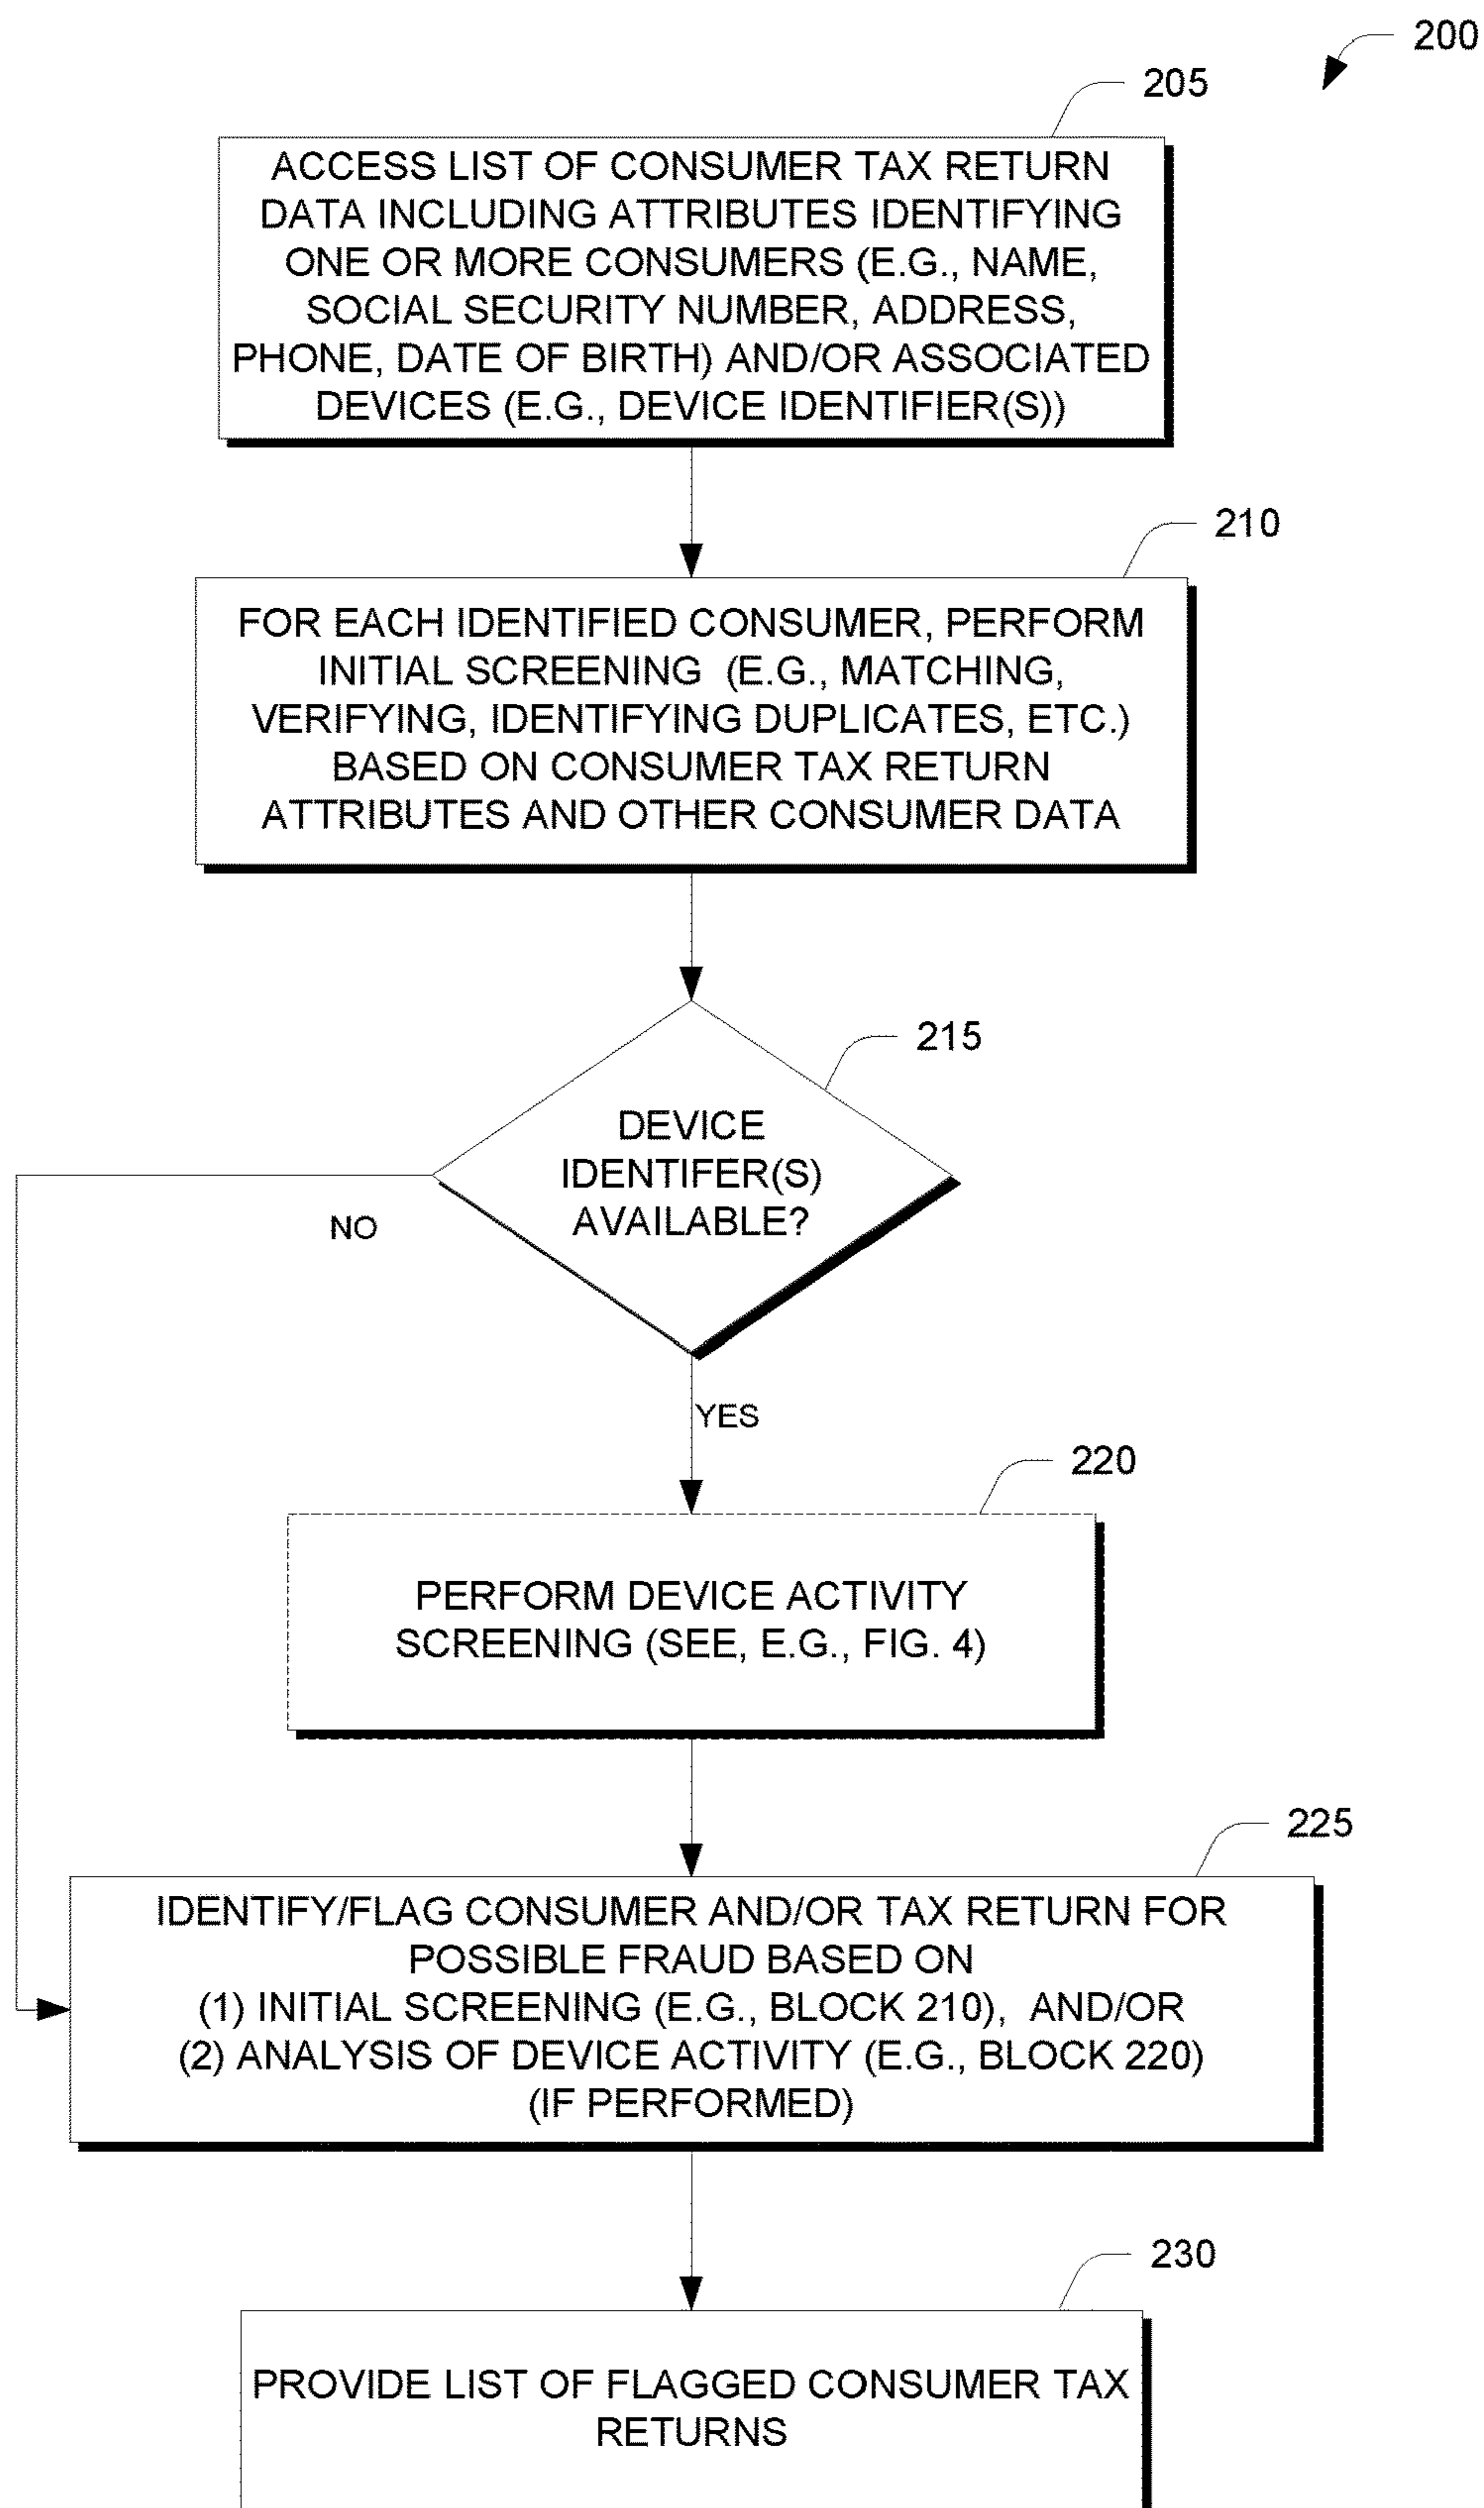 200
205
ACCESS LIST OF CONSUMER TAX RETURN
DATA INCLUDING ATTRIBUTES IDENTIFYING
ONE OR MORE CONSUMERS (E.G., NAME,
SOCIAL SECURITY NUMBER, ADDRESS,
PHONE, DATE OF BIRTH) AND/OR ASSOCIATED
DEVICES (E.G., DEVICE IDENTIFIER(S))
210
FOR EACH IDENTIFIED CONSUMER, PERFORM
INITIAL SCREENING (E.G., MATCHING,
VERIFYING, IDENTIFYING DUPLICATES, ETC.)
BASED ON CONSUMER TAX RETURN
ATTRIBUTES AND OTHER CONSUMER DATA
215
DEVICE
IDENTIFER(S)
AVAILABLE?
NO
YES
220
PERFORM DEVICE ACTIVITY
SCREENING (SEE, E.G., FIG. 4)
225
IDENTIFY/FLAG CONSUMER AND/OR TAX RETURN FOR
POSSIBLE FRAUD BASED ON
(1) INITIAL SCREENING (E.G., BLOCK 210), AND/OR
(2) ANALYSIS OF DEVICE ACTIVITY (E.G., BLOCK 220)
(IF PERFORMED)
230
PROVIDE LIST OF FLAGGED CONSUMER TAX
RETURNS